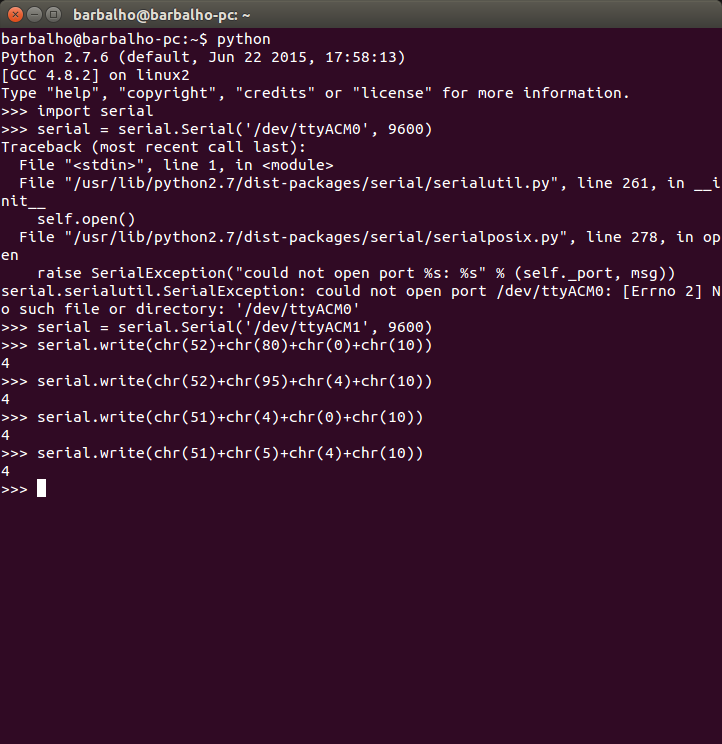 barbalho@barbalho-pc: ~
barbalho@barbalho-pc:~$ python
Python 2.7.6 (default, Jun 22 2015, 17:58:13)
[GCC 4.8.2] on linux2
Type "help", "copyright", "credits" or "license" for more information.
>>> import serial
>>> serial = serial.Serial('/dev/ttyACM0', 9600)
Traceback (most recent call last):
  File "<stdin>", line 1, in <module>
  File "/usr/lib/python2.7/dist-packages/serial/serialutil.py", line 261, in __i
nit__
    self.open()
  File "/usr/lib/python2.7/dist-packages/serial/serialposix.py", line 278, in op
en
    raise SerialException("could not open port %s: %s" % (self._port, msg))
serial.serialutil.SerialException: could not open port /dev/ttyACM0: [Errno 2] N
o such file or directory: '/dev/ttyACM0'
>>> serial = serial.Serial('/dev/ttyACM1', 9600)
>>> serial.write(chr(52)+chr(80)+chr(0)+chr(10))
4
>>> serial.write(chr(52)+chr(95)+chr(4)+chr(10))
4
>>> serial.write(chr(51)+chr(4)+chr(0)+chr(10))
4
>>> serial.write(chr(51)+chr(5)+chr(4)+chr(10))
4
>>>